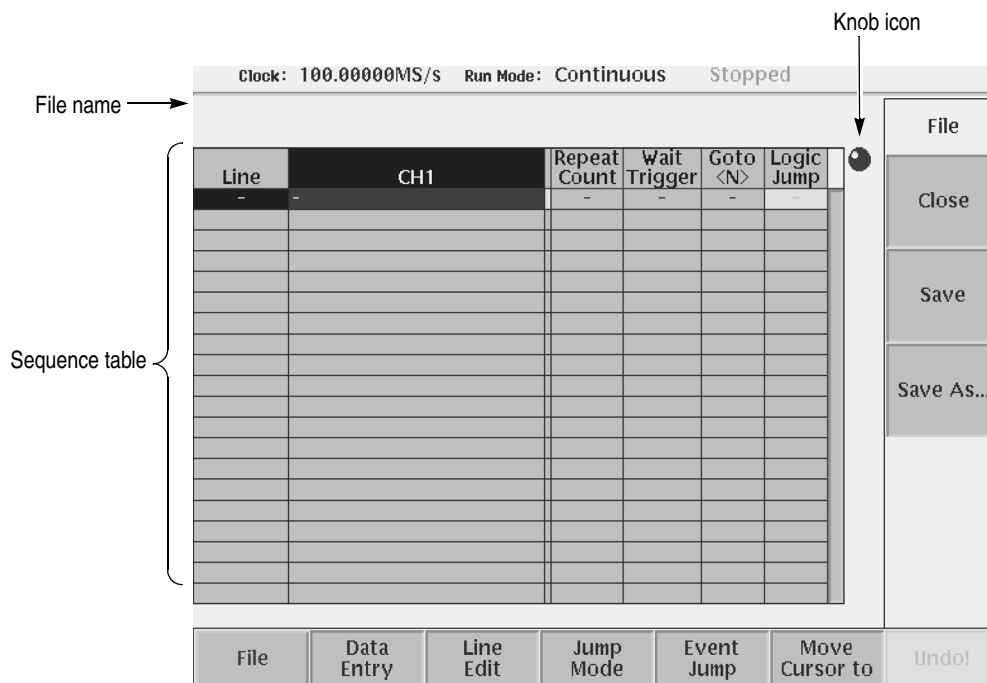 Knob icon
Clock: 100.00000MS/s Run Mode: Continuous Stopped
File name
File
Line CH1 Repeat Count Wait Trigger Goto <N> Logic Jump
- - - - - -
Close
Save
Sequence table
Save As...
File Data Entry Line Edit Jump Mode Event Jump Move Cursor to Undo!